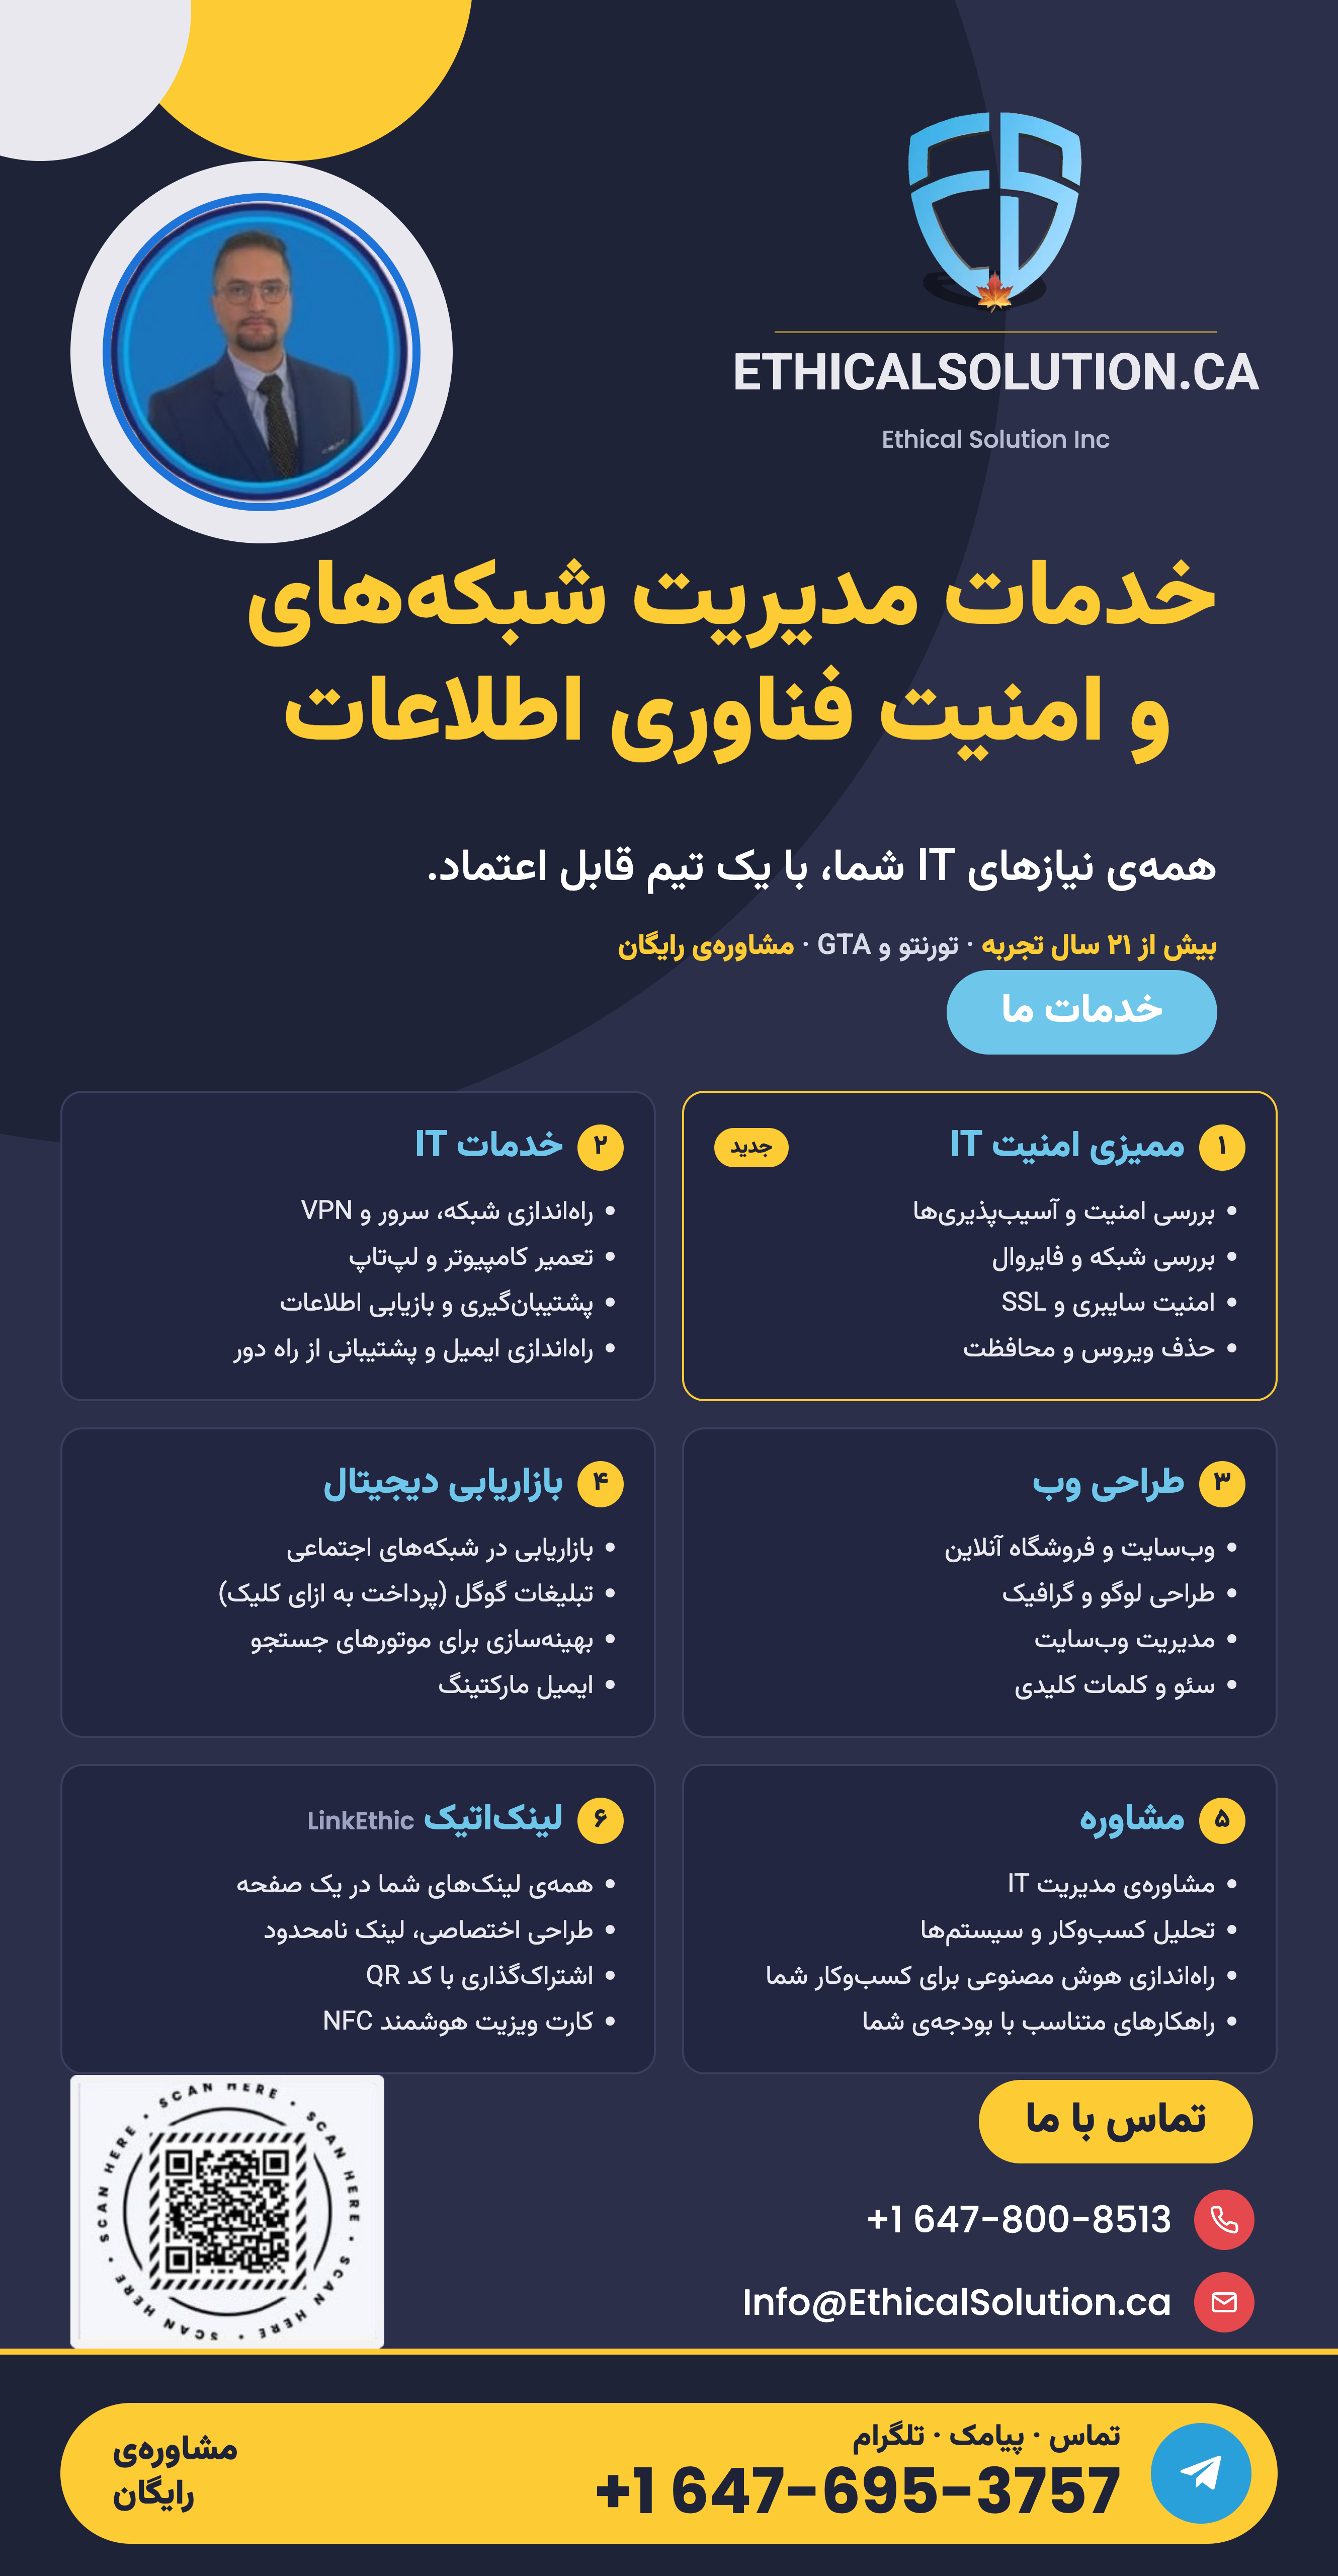 ETHICALSOLUTION.CA
Ethical Solution Inc
خدمات مدیریت شبکه‌های
و امنیت فناوری اطلاعات
همه‌ی نیازهای IT شما، با یک تیم قابل اعتماد.
بیش از ۲۱ سال تجربه · تورنتو و GTA · مشاوره‌ی رایگان
خدمات ما
۱ ممیزی امنیت IT جدید
• بررسی امنیت و آسیب‌پذیری‌ها
• بررسی شبکه و فایروال
• امنیت سایبری و SSL
• حذف ویروس و محافظت
۲ خدمات IT
• راه‌اندازی شبکه، سرور و VPN
• تعمیر کامپیوتر و لپ‌تاپ
• پشتیبان‌گیری و بازیابی اطلاعات
• راه‌اندازی ایمیل و پشتیبانی از راه دور
۳ طراحی وب
• وب‌سایت و فروشگاه آنلاین
• طراحی لوگو و گرافیک
• مدیریت وب‌سایت
• سئو و کلمات کلیدی
۴ بازاریابی دیجیتال
• بازاریابی در شبکه‌های اجتماعی
• تبلیغات گوگل (پرداخت به ازای کلیک)
• بهینه‌سازی برای موتورهای جستجو
• ایمیل مارکتینگ
۵ مشاوره
• مشاوره‌ی مدیریت IT
• تحلیل کسب‌وکار و سیستم‌ها
• راه‌اندازی هوش مصنوعی برای کسب‌وکار شما
• راهکارهای متناسب با بودجه‌ی شما
۶ لینک‌اتیک LinkEthic
• همه‌ی لینک‌های شما در یک صفحه
• طراحی اختصاصی، لینک نامحدود
• اشتراک‌گذاری با کد QR
• کارت ویزیت هوشمند NFC
تماس با ما
+1 647-800-8513
Info@EthicalSolution.ca
SCAN HERE • SCAN HERE • SCAN HERE • SCAN HERE • SCAN HERE • SCAN HERE •
تماس · پیامک · تلگرام
+1 647-695-3757
مشاوره‌ی
رایگان